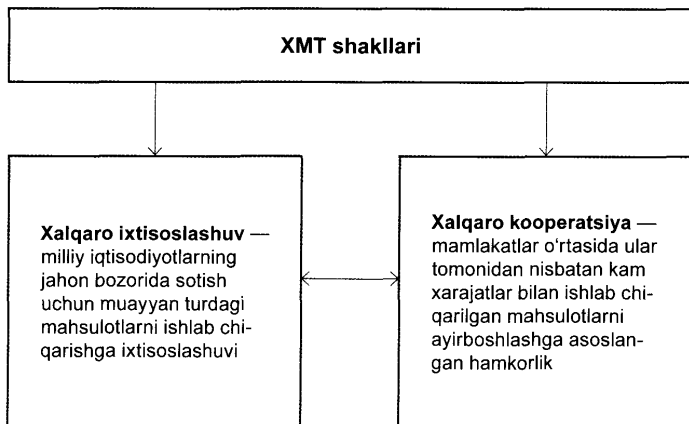 XMT shakllari
Xalqaro ixtisoslashuv —
milliy iqtisodiyotlarning
jahon bozorida sotish
uchun muayyan turdagi
mahsulotlarni ishlab chi-
qarishga ixtisoslashuvi
Xalqaro kooperatsiya —
mamlakatlar o‘rtasida ular
tomonidan nisbatan kam
xarajatlar bilan ishlab chi-
qarilgan mahsulotlarni
ayirboshlashga asoslan-
gan hamkorlik